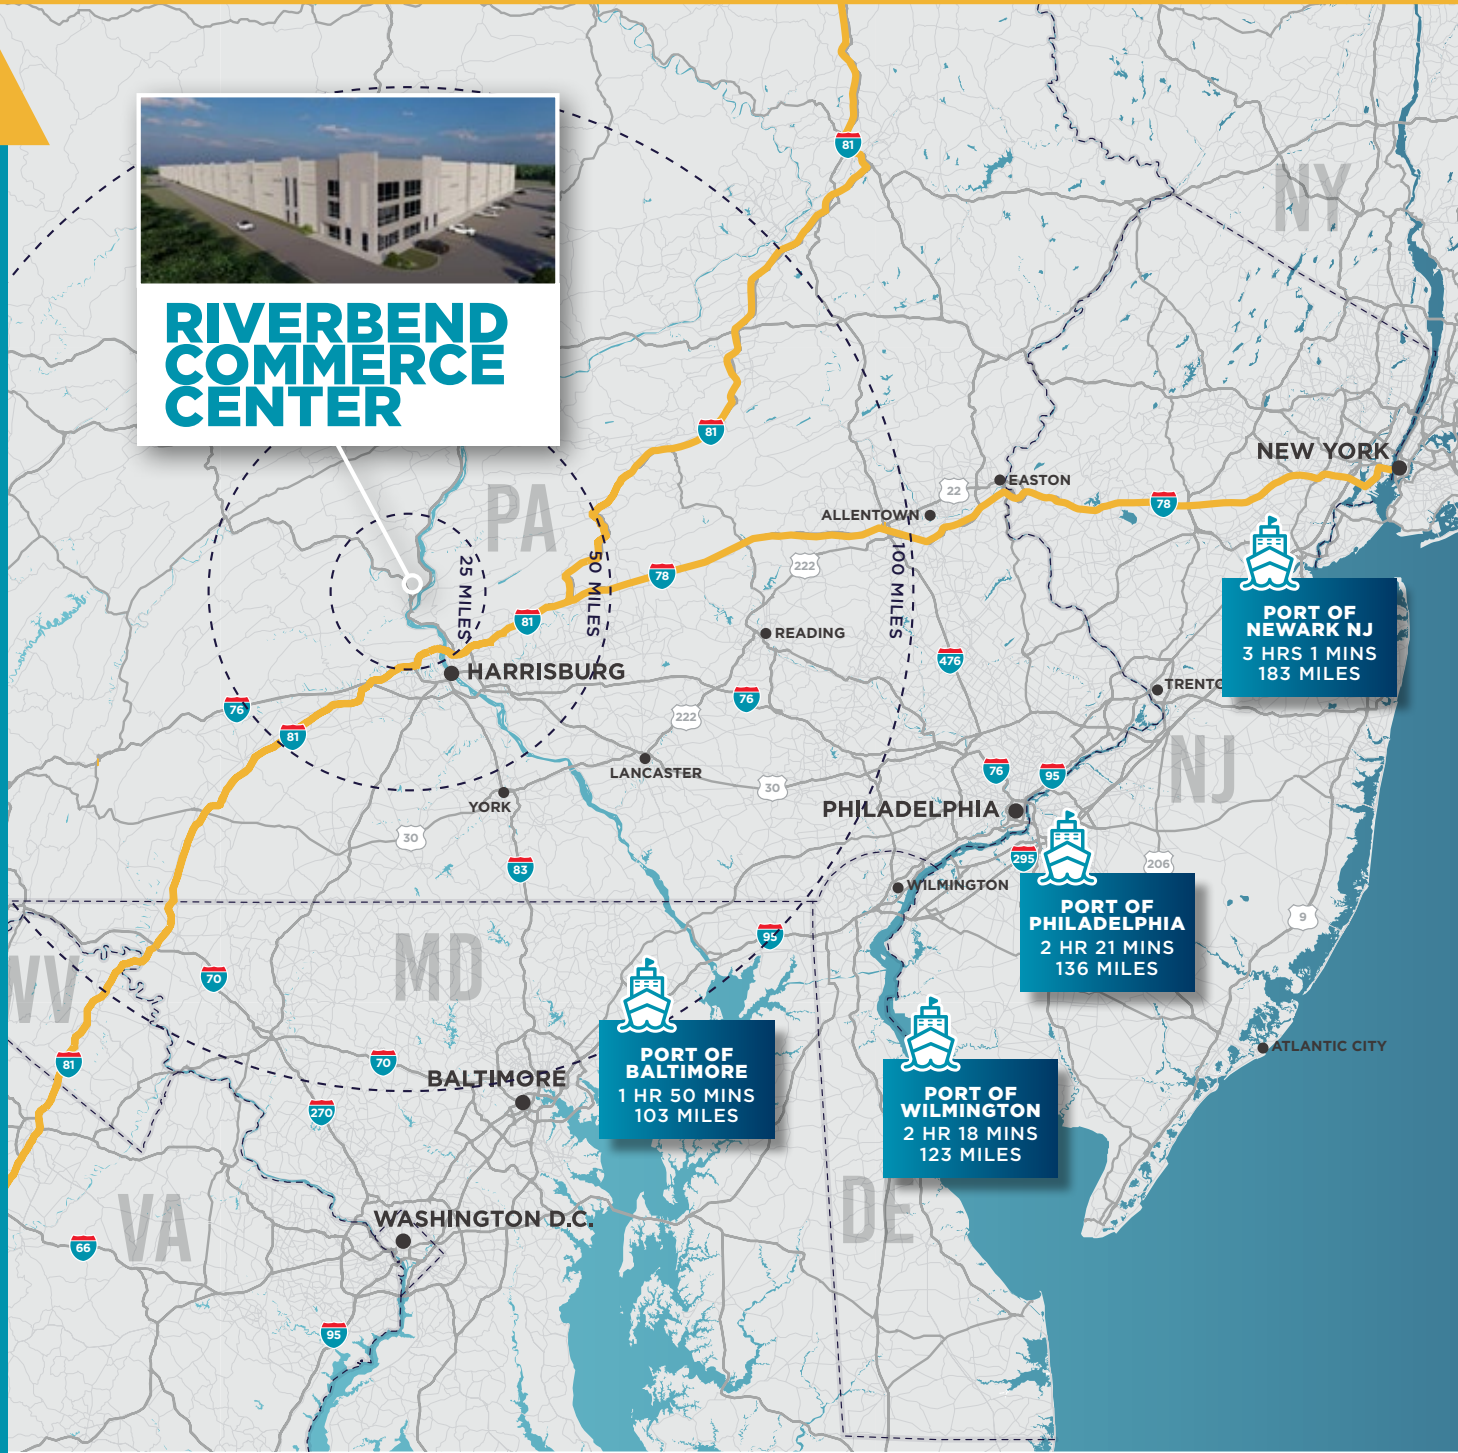 81
NY
RIVERBEND
COMMERCE
CENTER
81
NEW YORK
PA
22
EASTON
78
ALLENTOWN
25 MILES
50 MILES
100 MILES
222
78
PORT OF
NEWARK NJ
3 HRS 1 MINS
183 MILES
81
READING
476
HARRISBURG
TRENTO
76
76
222
81
LANCASTER
NJ
76
95
30
YORK
PHILADELPHIA
30
83
295
206
WILMINGTON
PORT OF
PHILADELPHIA
2 HR 21 MINS
136 MILES
9
95
MD
70
WV
ATLANTIC CITY
81
70
BALTIMORE
PORT OF
BALTIMORE
1 HR 50 MINS
103 MILES
PORT OF
WILMINGTON
2 HR 18 MINS
123 MILES
270
VA
DE
WASHINGTON D.C.
66
95